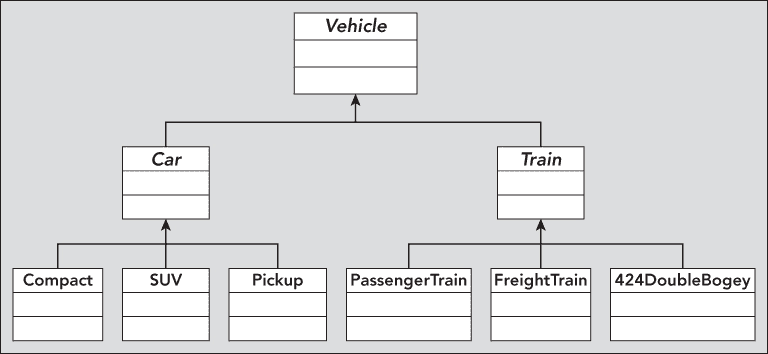 Vehicle
Car
Train
Compact
SUV
Pickup
PassengerTrain
FreightTrain
424DoubleBogey